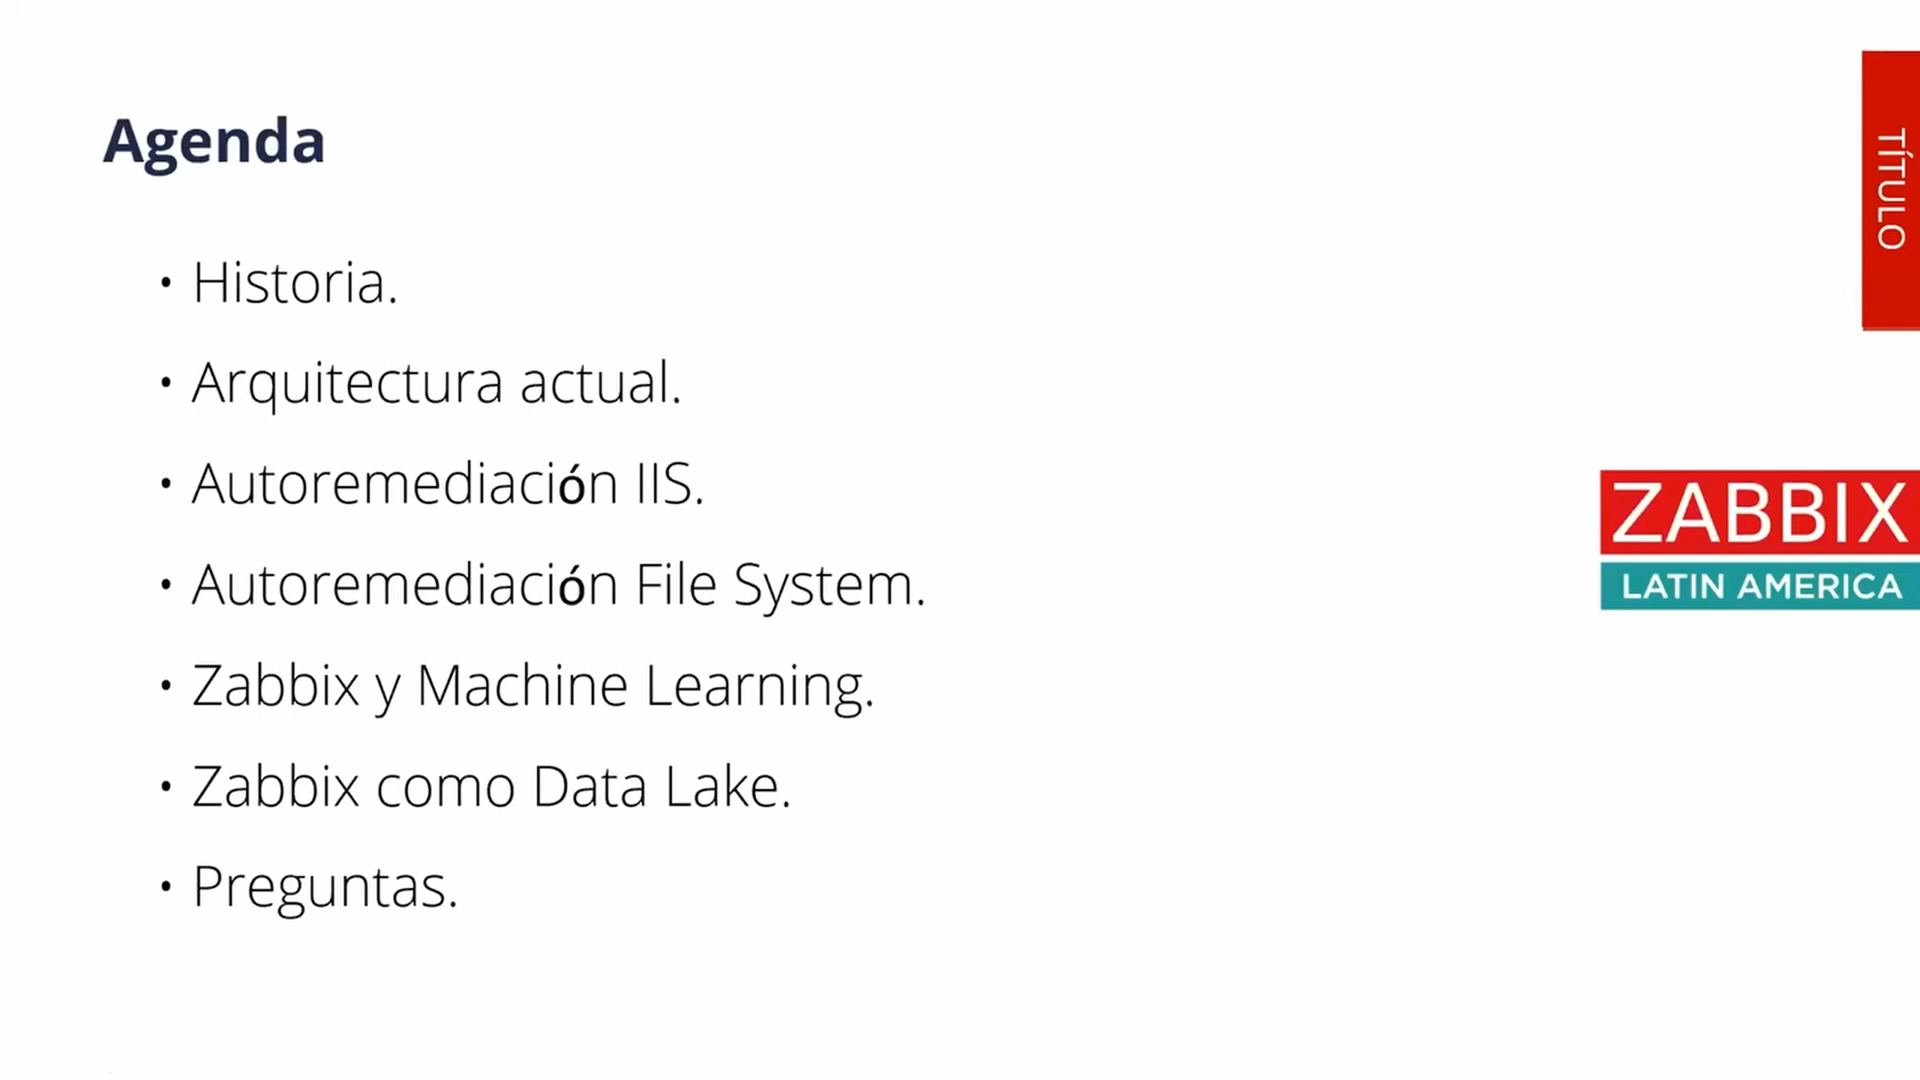 Agenda
• Historia.
• Arquitectura actual.
• Autoremediación IIS.
• Autoremediación File System.
• Zabbix y Machine Learning.
• Zabbix como Data Lake.
• Preguntas.
TÍTULO
ZABBIX
LATIN AMERICA